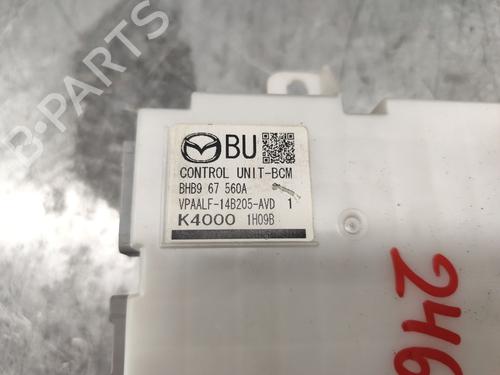 BU
CONTROL UNIT-BCM
BHB9 67 560A
VPAALF-14B205-AVD 1
K4000 1H09B
246
B-PARTS